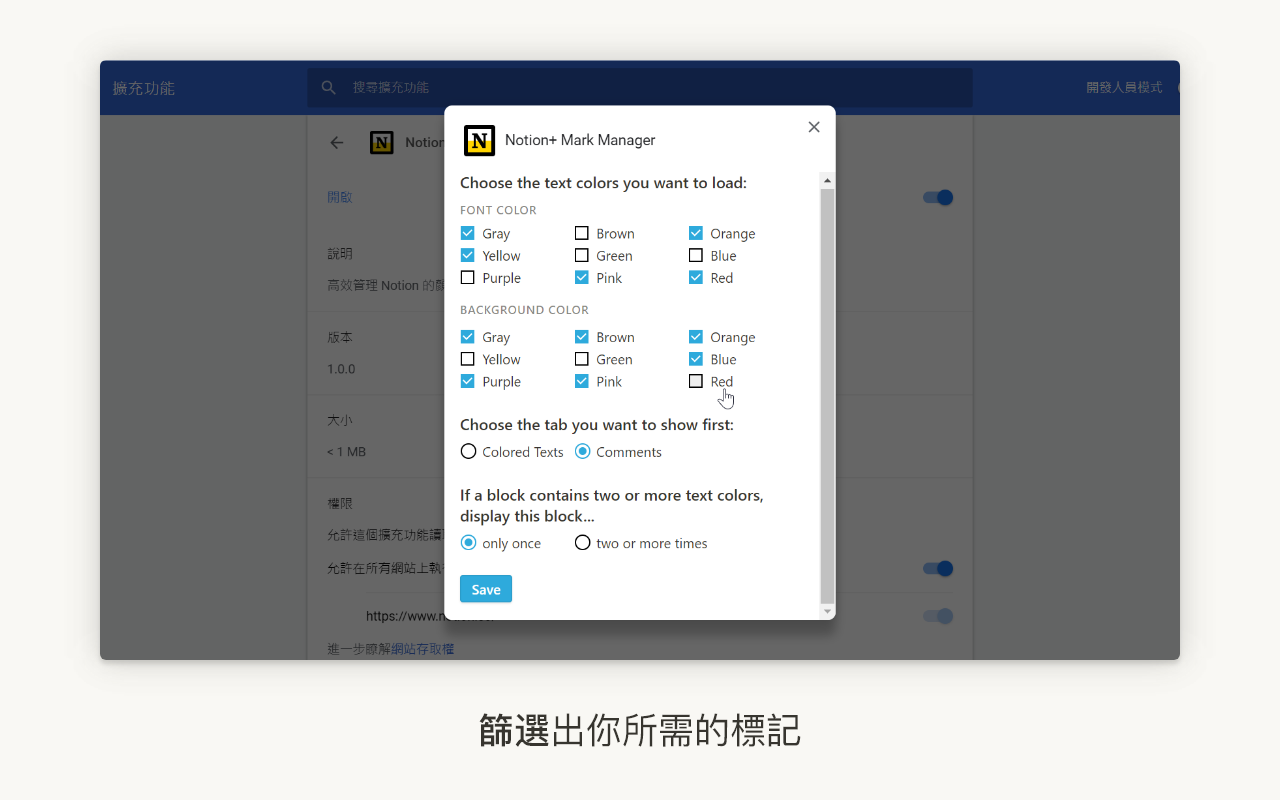 擴充功能
搜尋擴充功能
開發人員模式
N Notion
N Notion+ Mark Manager
開啟
Choose the text colors you want to load:
FONT COLOR
Gray Brown Orange
Yellow Green Blue
Purple Pink Red
說明
高效管理 Notion 的
BACKGROUND COLOR
Gray Brown Orange
Yellow Green Blue
Purple Pink Red
版本
1.0.0
大小
< 1 MB
Choose the tab you want to show first:
Colored Texts Comments
If a block contains two or more text colors,
display this block...
only once two or more times
Save
權限
允許這個擴充功能讀
允許在所有網站上執
https://www.n
進一步瞭解網站存取權
篩選出你所需的標記